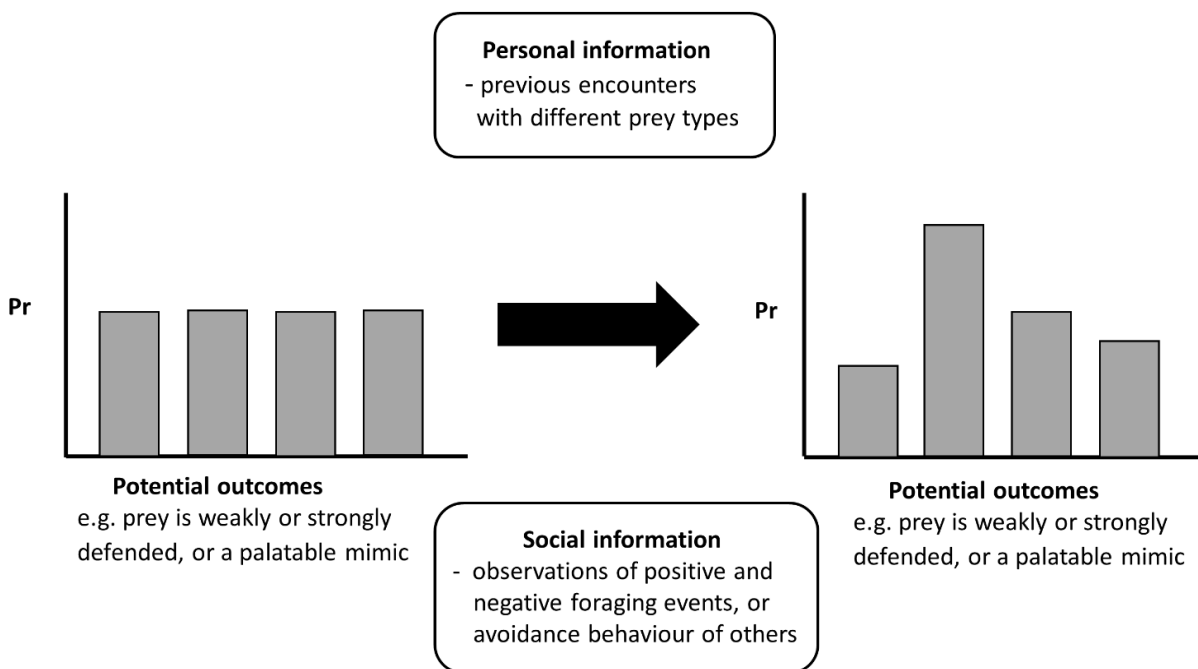 Personal information
- previous encounters
with different prey types
Pr
Pr
Potential outcomes
e.g. prey is weakly or strongly
defended, or a palatable mimic
Potential outcomes
e.g. prey is weakly or strongly
defended, or a palatable mimic
Social information
- observations of positive and
negative foraging events, or
avoidance behaviour of others